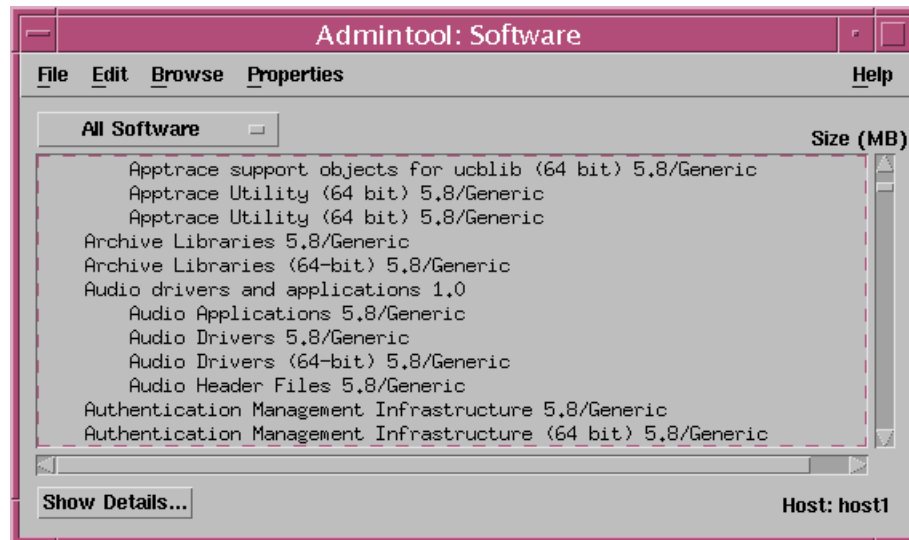 Admintool: Software
File Edit Browse Properties Help
All Software
Size (MB)
Apptrace support objects for ucblib (64 bit) 5.8/Generic
Apptrace Utility (64 bit) 5.8/Generic
Apptrace Utility (64 bit) 5.8/Generic
Archive Libraries 5.8/Generic
Archive Libraries (64-bit) 5.8/Generic
Audio drivers and applications 1.0
Audio Applications 5.8/Generic
Audio Drivers 5.8/Generic
Audio Drivers (64-bit) 5.8/Generic
Audio Header Files 5.8/Generic
Authentication Management Infrastructure 5.8/Generic
Authentication Management Infrastructure (64 bit) 5.8/Generic
Show Details... Host: host1